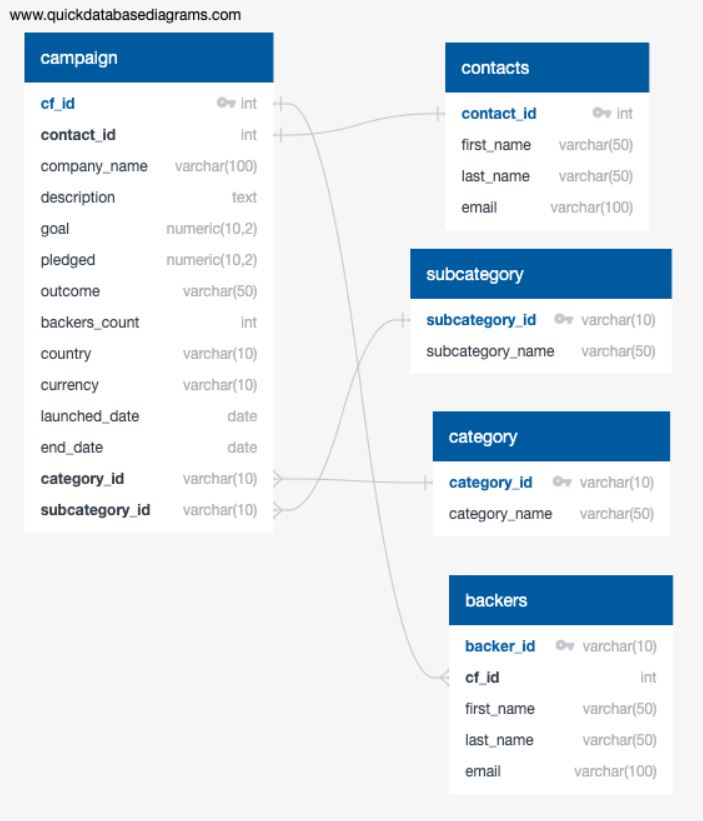 www.quickdatabasediagrams.com
campaign
cf_id int
contact_id int
company_name varchar(100)
description text
goal numeric(10,2)
pledged numeric(10,2)
outcome varchar(50)
backers_count int
country varchar(10)
currency varchar(10)
launched_date date
end_date date
category_id varchar(10)
subcategory_id varchar(10)
contacts
contact_id int
first_name varchar(50)
last_name varchar(50)
email varchar(100)
subcategory
subcategory_id varchar(10)
subcategory_name varchar(50)
category
category_id varchar(10)
category_name varchar(50)
backers
backer_id varchar(10)
cf_id int
first_name varchar(50)
last_name varchar(50)
email varchar(100)